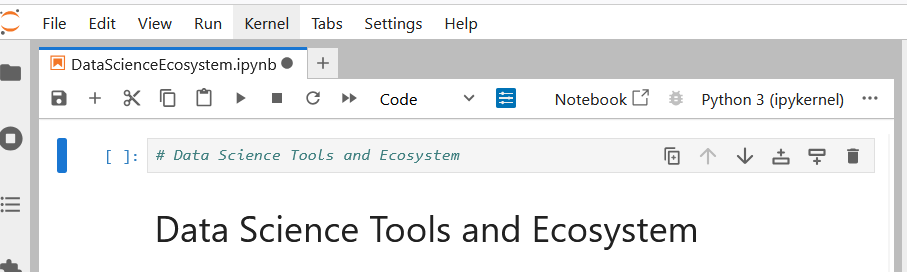 File Edit View Run Kernel Tabs Settings Help
DataScienceEcosystem.ipynb
Code Notebook Python 3 (ipykernel)
[ ]: # Data Science Tools and Ecosystem
Data Science Tools and Ecosystem